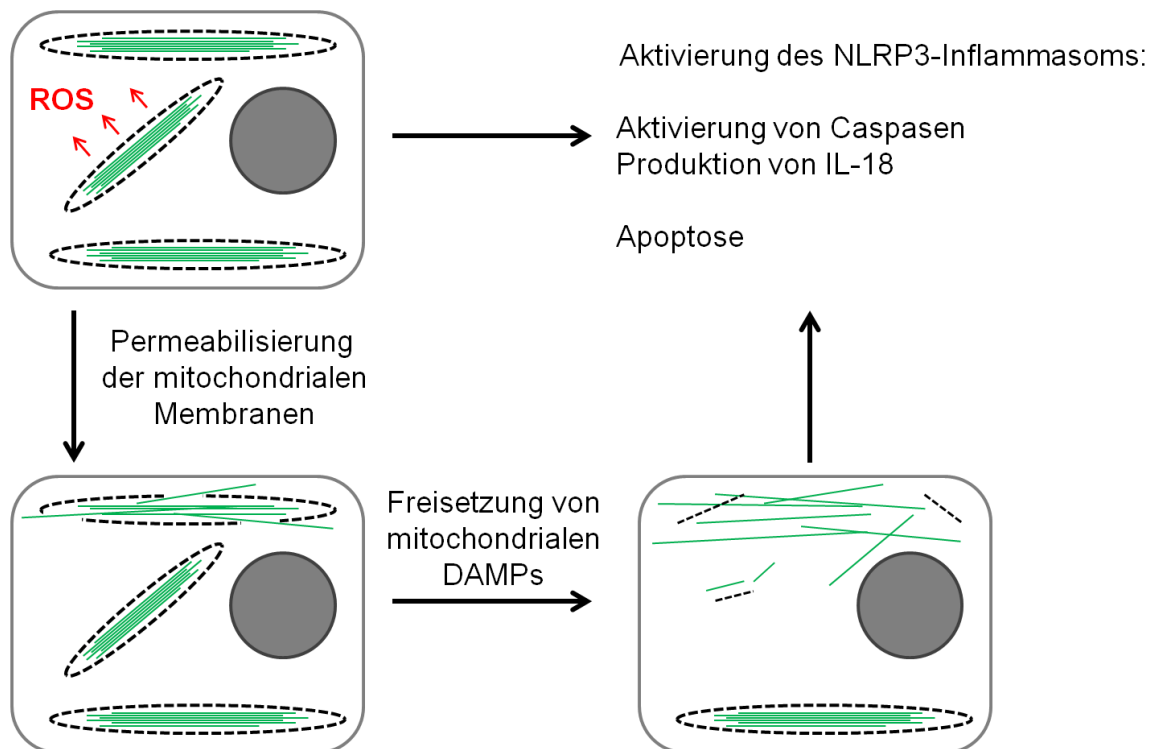 Aktivierung des NLRP3-Inflammasoms:
ROS
Aktivierung von Caspasen
Produktion von IL-18
Apoptose
Permeabilisierung
der mitochondrialen
Membranen
Freisetzung von
mitochondrialen
DAMPs